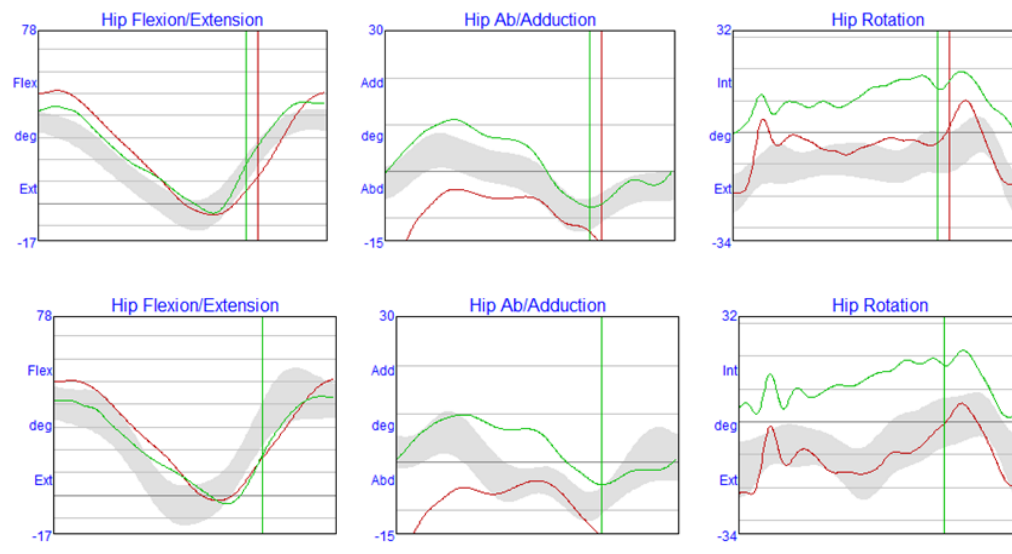 Hip Flexion/Extension
78
Flex
deg
Ext
-17
Hip Ab/Adduction
30
Add
deg
Abd
-15
Hip Rotation
32
Int
deg
Ext
-34
Hip Flexion/Extension
78
Flex
deg
Ext
-17
Hip Ab/Adduction
30
Add
deg
Abd
-15
Hip Rotation
32
Int
deg
Ext
-34